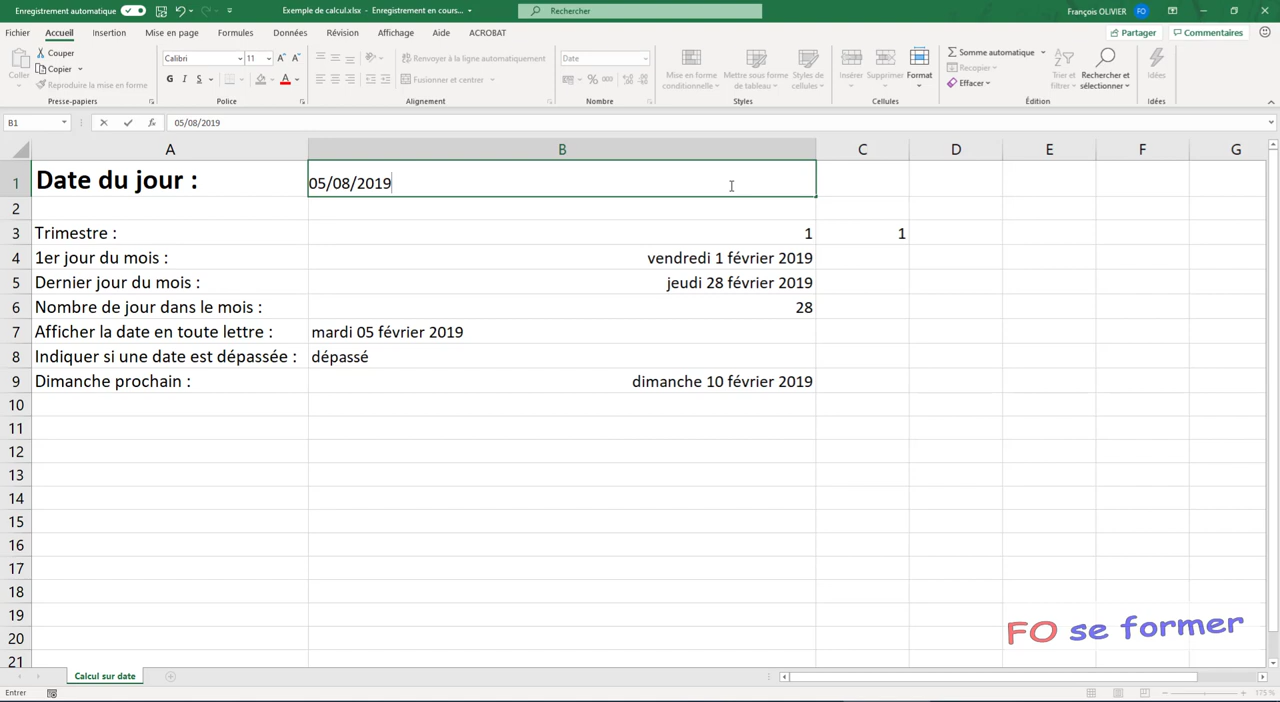 Enregistrement automatique
Exemple de calcul.xlsx - Enregistrement en cours...
Rechercher
François OLIVIER
FO
Fichier Accueil Insertion Mise en page Formules Données Révision Affichage Aide ACROBAT
Partager Commentaires
Coller
Couper
Copier
Reproduire la mise en forme
Presse-papiers
Calibri 11
G I S
Police
Renvoyer à la ligne automatiquement
Fusionner et centrer
Alignement
Date
% 000
Nombre
Mise en forme conditionnelle
Mettre sous forme de tableau
Styles de cellules
Styles
Insérer Supprimer Format
Cellules
Somme automatique
Recopier
Effacer
Trier et filtrer
Rechercher et sélectionner
Édition
Idées
Idées
B1 fx 05/08/2019
A B C D E F G
1 Date du jour : 05/08/2019
2
3 Trimestre : 1 1
4 1er jour du mois : vendredi 1 février 2019
5 Dernier jour du mois : jeudi 28 février 2019
6 Nombre de jour dans le mois : 28
7 Afficher la date en toute lettre : mardi 05 février 2019
8 Indiquer si une date est dépassée : dépassé
9 Dimanche prochain : dimanche 10 février 2019
10
11
12
13
14
15
16
17
18
19
20
21
FO se former
Calcul sur date
Entrer
175 %